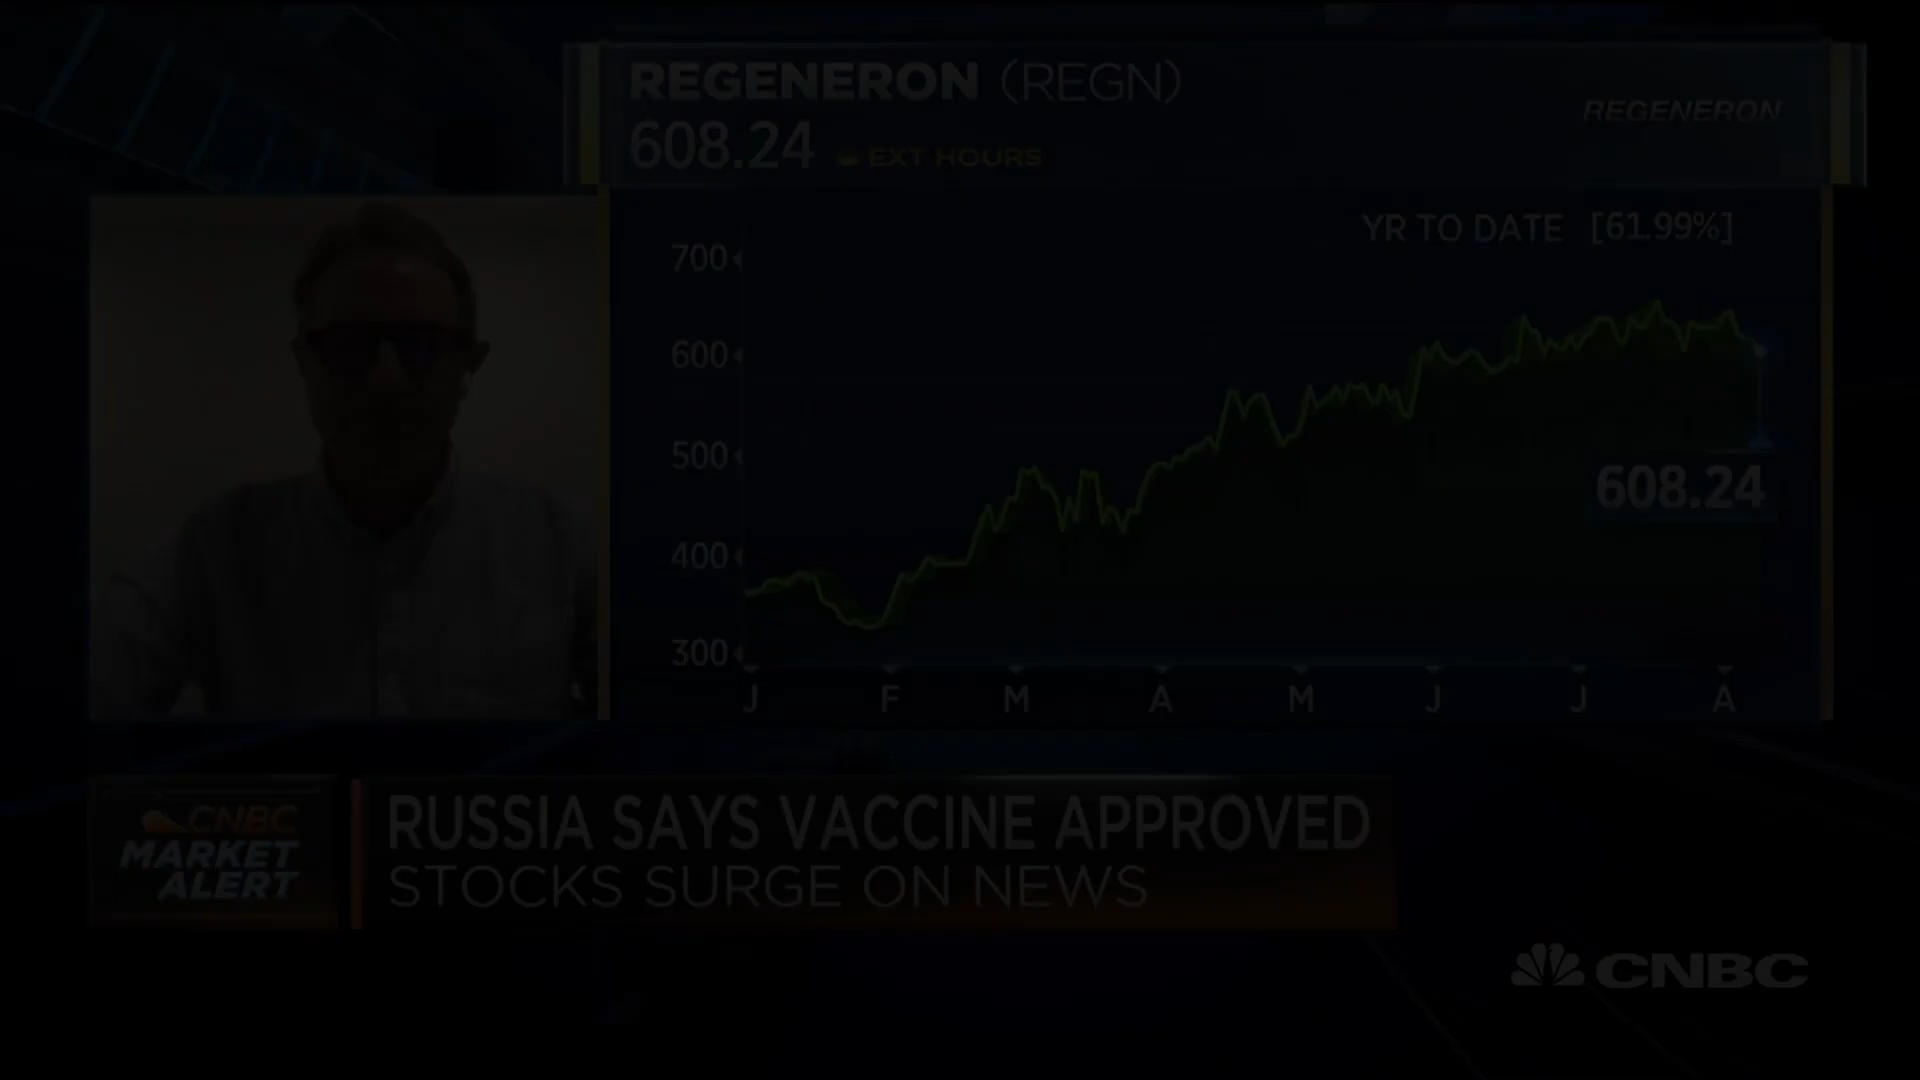 REGENERON (REGN)
608.24 EXT HOURS
REGENERON
YR TO DATE [61.99%]
700
600
500
400
300
608.24
J F M A M J J A
CNBC
MARKET
ALERT
RUSSIA SAYS VACCINE APPROVED
STOCKS SURGE ON NEWS
CNBC